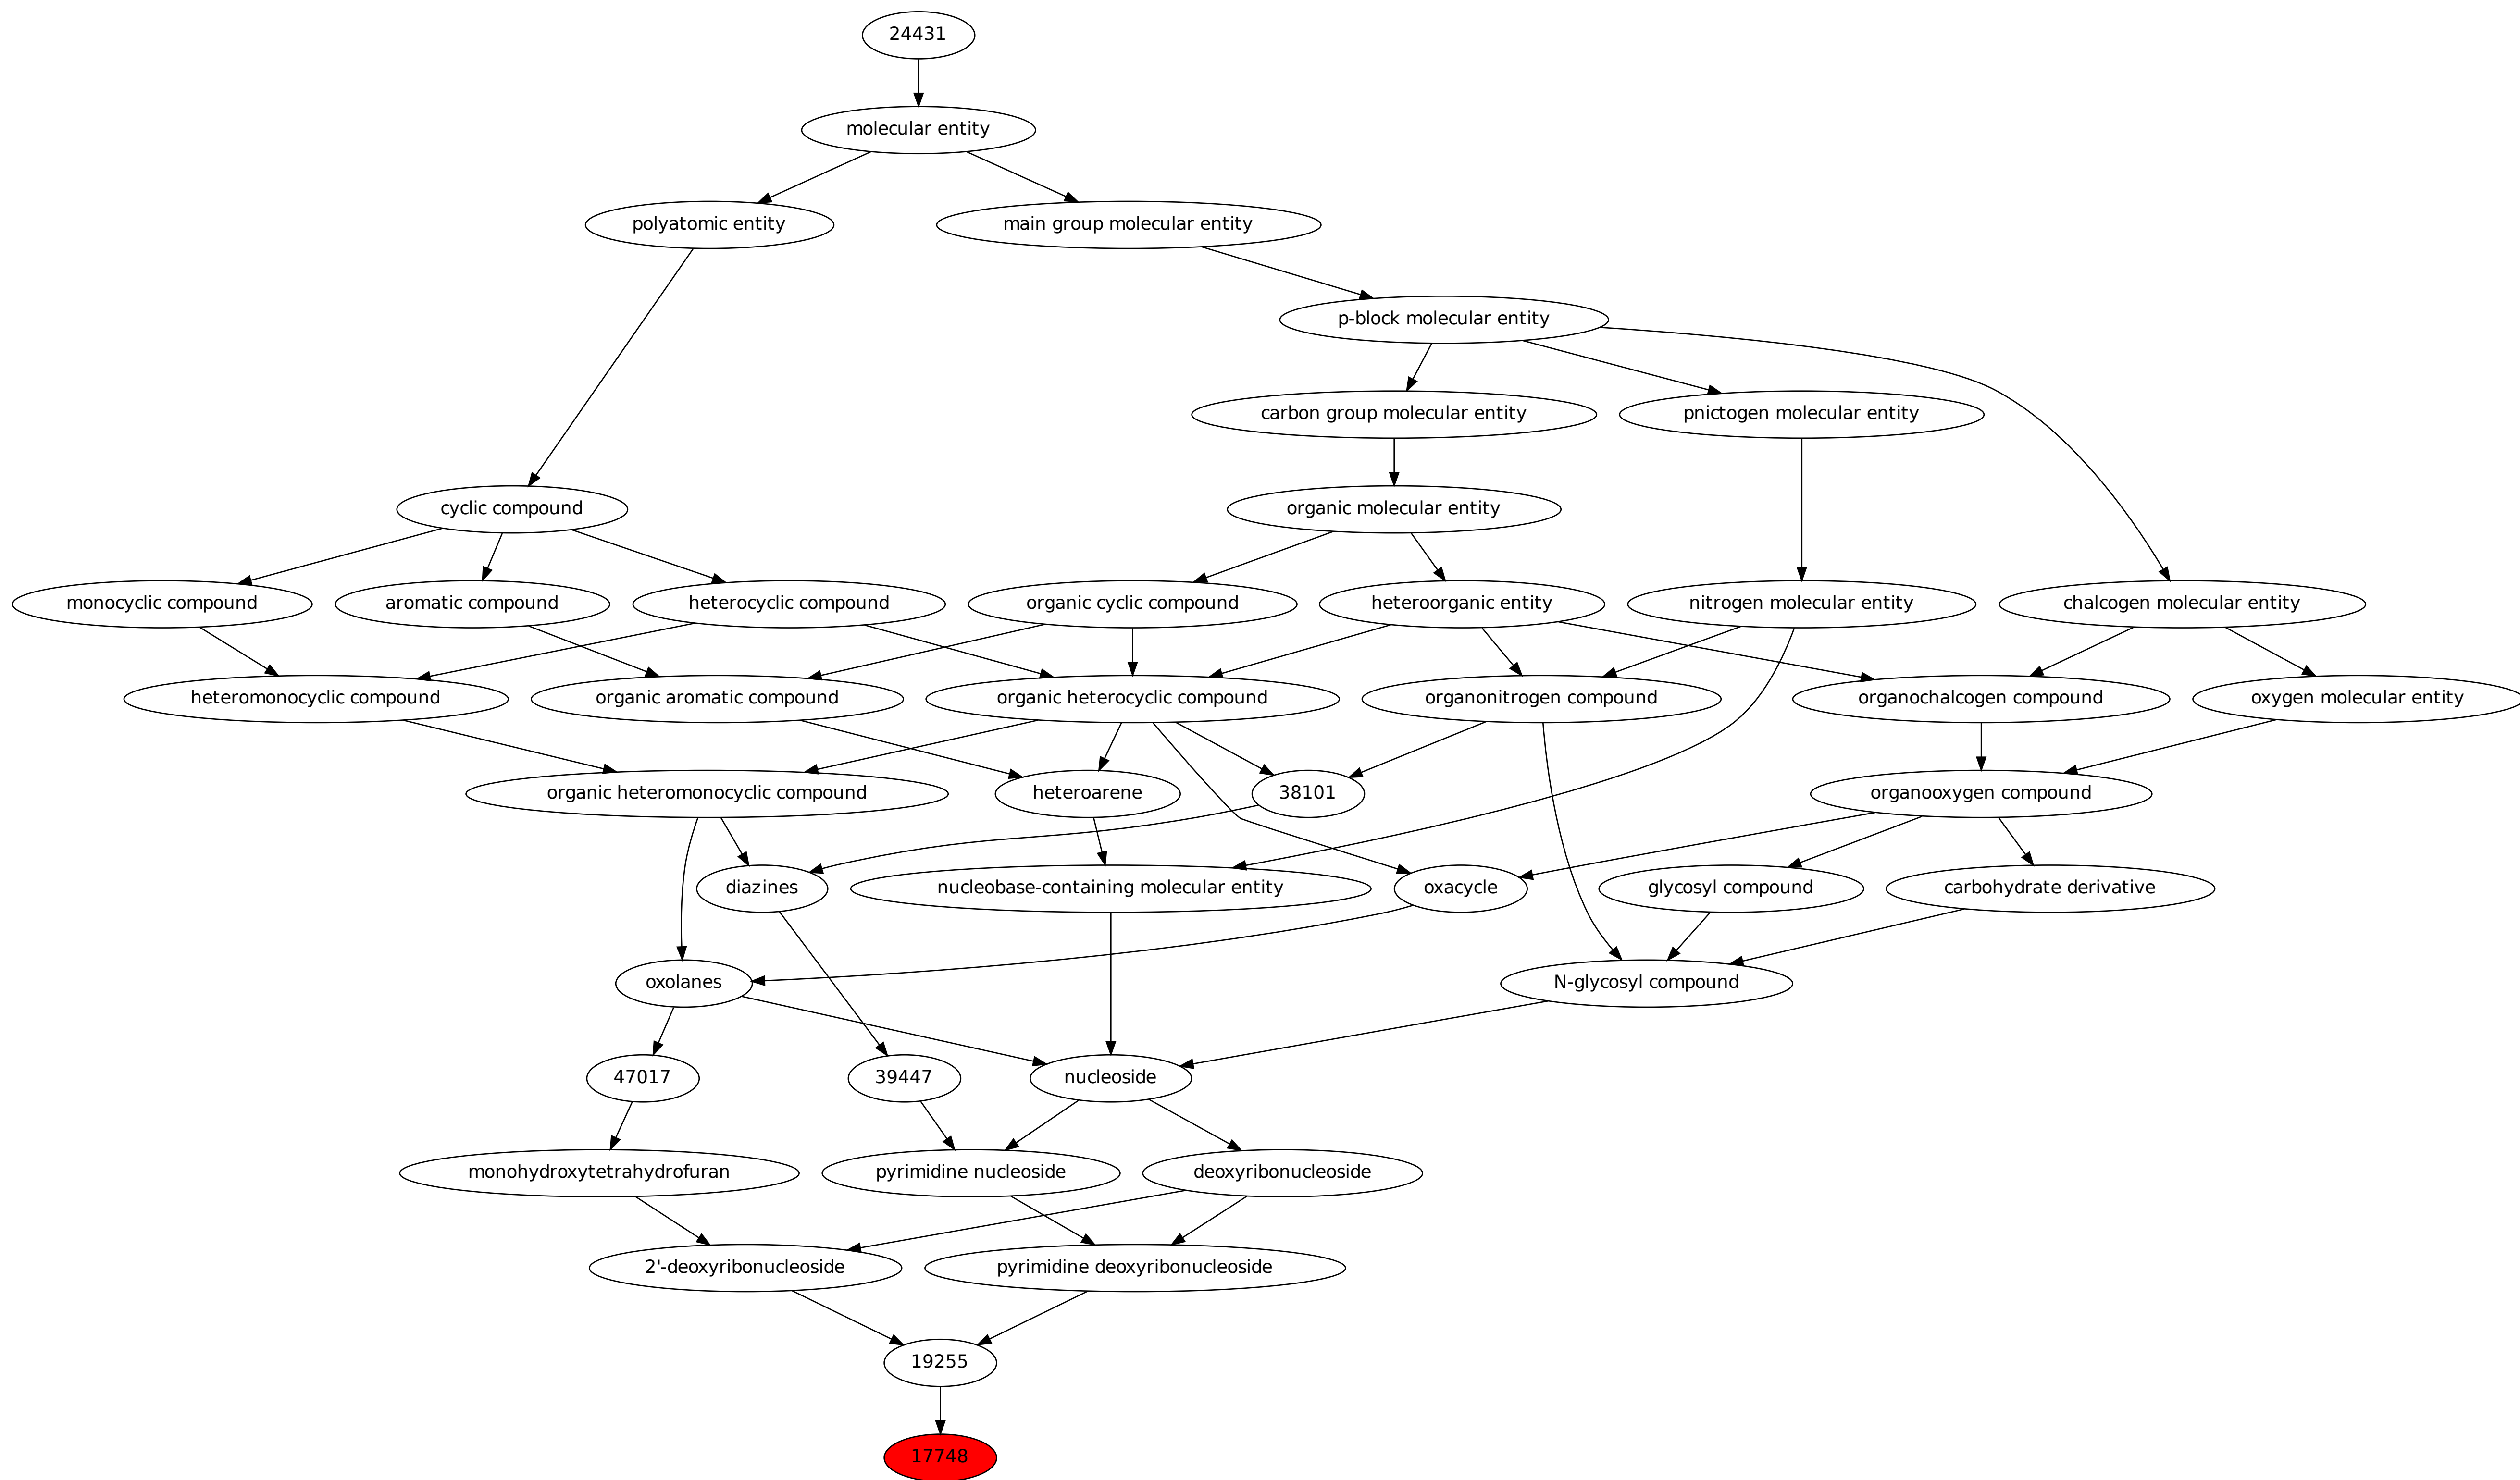 24431
molecular entity
polyatomic entity
main group molecular entity
p-block molecular entity
carbon group molecular entity
pnictogen molecular entity
cyclic compound
organic molecular entity
monocyclic compound
aromatic compound
heterocyclic compound
organic cyclic compound
heteroorganic entity
nitrogen molecular entity
chalcogen molecular entity
heteromonocyclic compound
organic aromatic compound
organic heterocyclic compound
organonitrogen compound
organochalcogen compound
oxygen molecular entity
organic heteromonocyclic compound
heteroarene
38101
organooxygen compound
diazines
nucleobase-containing molecular entity
oxacycle
glycosyl compound
carbohydrate derivative
oxolanes
N-glycosyl compound
47017
39447
nucleoside
monohydroxytetrahydrofuran
pyrimidine nucleoside
deoxyribonucleoside
2'-deoxyribonucleoside
pyrimidine deoxyribonucleoside
19255
17748